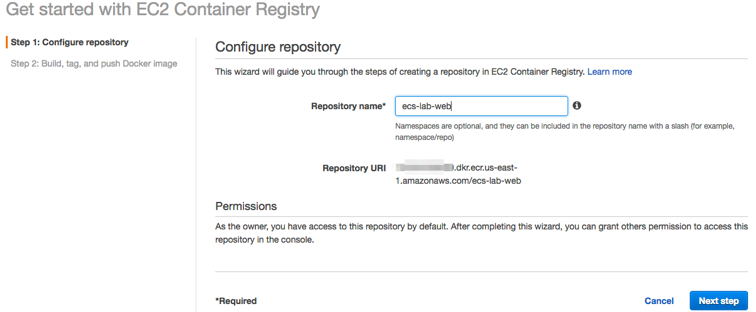 Get started with EC2 Container Registry
Step 1: Configure repository
Step 2: Build, tag, and push Docker image
Configure repository
This wizard will guide you through the steps of creating a repository in EC2 Container Registry. Learn more
Repository name*
ecs-lab-web
Namespaces are optional, and they can be included in the repository name with a slash (for example,
namespace/repo)
Repository URI
.dkr.ecr.us-east-
1.amazonaws.com/ecs-lab-web
Permissions
As the owner, you have access to this repository by default. After completing this wizard, you can grant others permission to access this
repository in the console.
*Required
Cancel
Next step